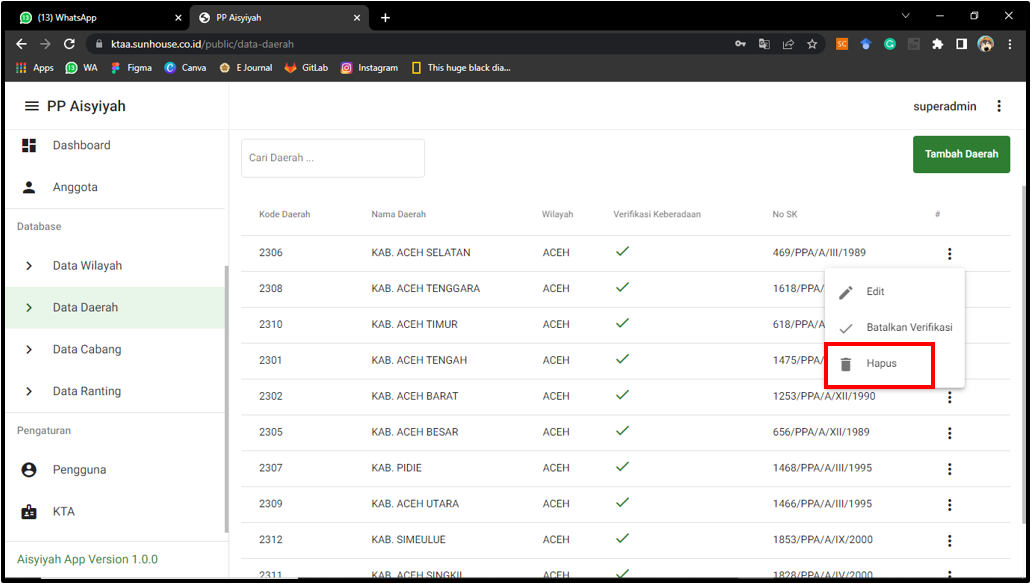 (13) WhatsApp
PP Aisyiyah
ktaa.sunhouse.co.id/public/data-daerah
Apps
WA
Figma
Canva
E Journal
GitLab
Instagram
This huge black dia...
PP Aisyiyah
superadmin
Dashboard
Anggota
Database
Data Wilayah
Data Daerah
Data Cabang
Data Ranting
Pengaturan
Pengguna
KTA
Aisyiyah App Version 1.0.0
Cari Daerah ...
Tambah Daerah
Kode Daerah Nama Daerah Wilayah Verifikasi Keberadaan No SK #
2306 KAB. ACEH SELATAN ACEH 469/PPA/A/III/1989
2308 KAB. ACEH TENGGARA ACEH 1618/PPA/
2310 KAB. ACEH TIMUR ACEH 618/PPA/A
2301 KAB. ACEH TENGAH ACEH 1475/PPA/
2302 KAB. ACEH BARAT ACEH 1253/PPA/A/XII/1990
2305 KAB. ACEH BESAR ACEH 656/PPA/A/XII/1989
2307 KAB. PIDIE ACEH 1468/PPA/A/III/1995
2309 KAB. ACEH UTARA ACEH 1466/PPA/A/III/1995
2312 KAB. SIMEULUE ACEH 1853/PPA/A/IX/2000
2311 KAB. ACEH SINGKIL ACEH 1828/PPA/A/IV/2000
Edit
Batalkan Verifikasi
Hapus